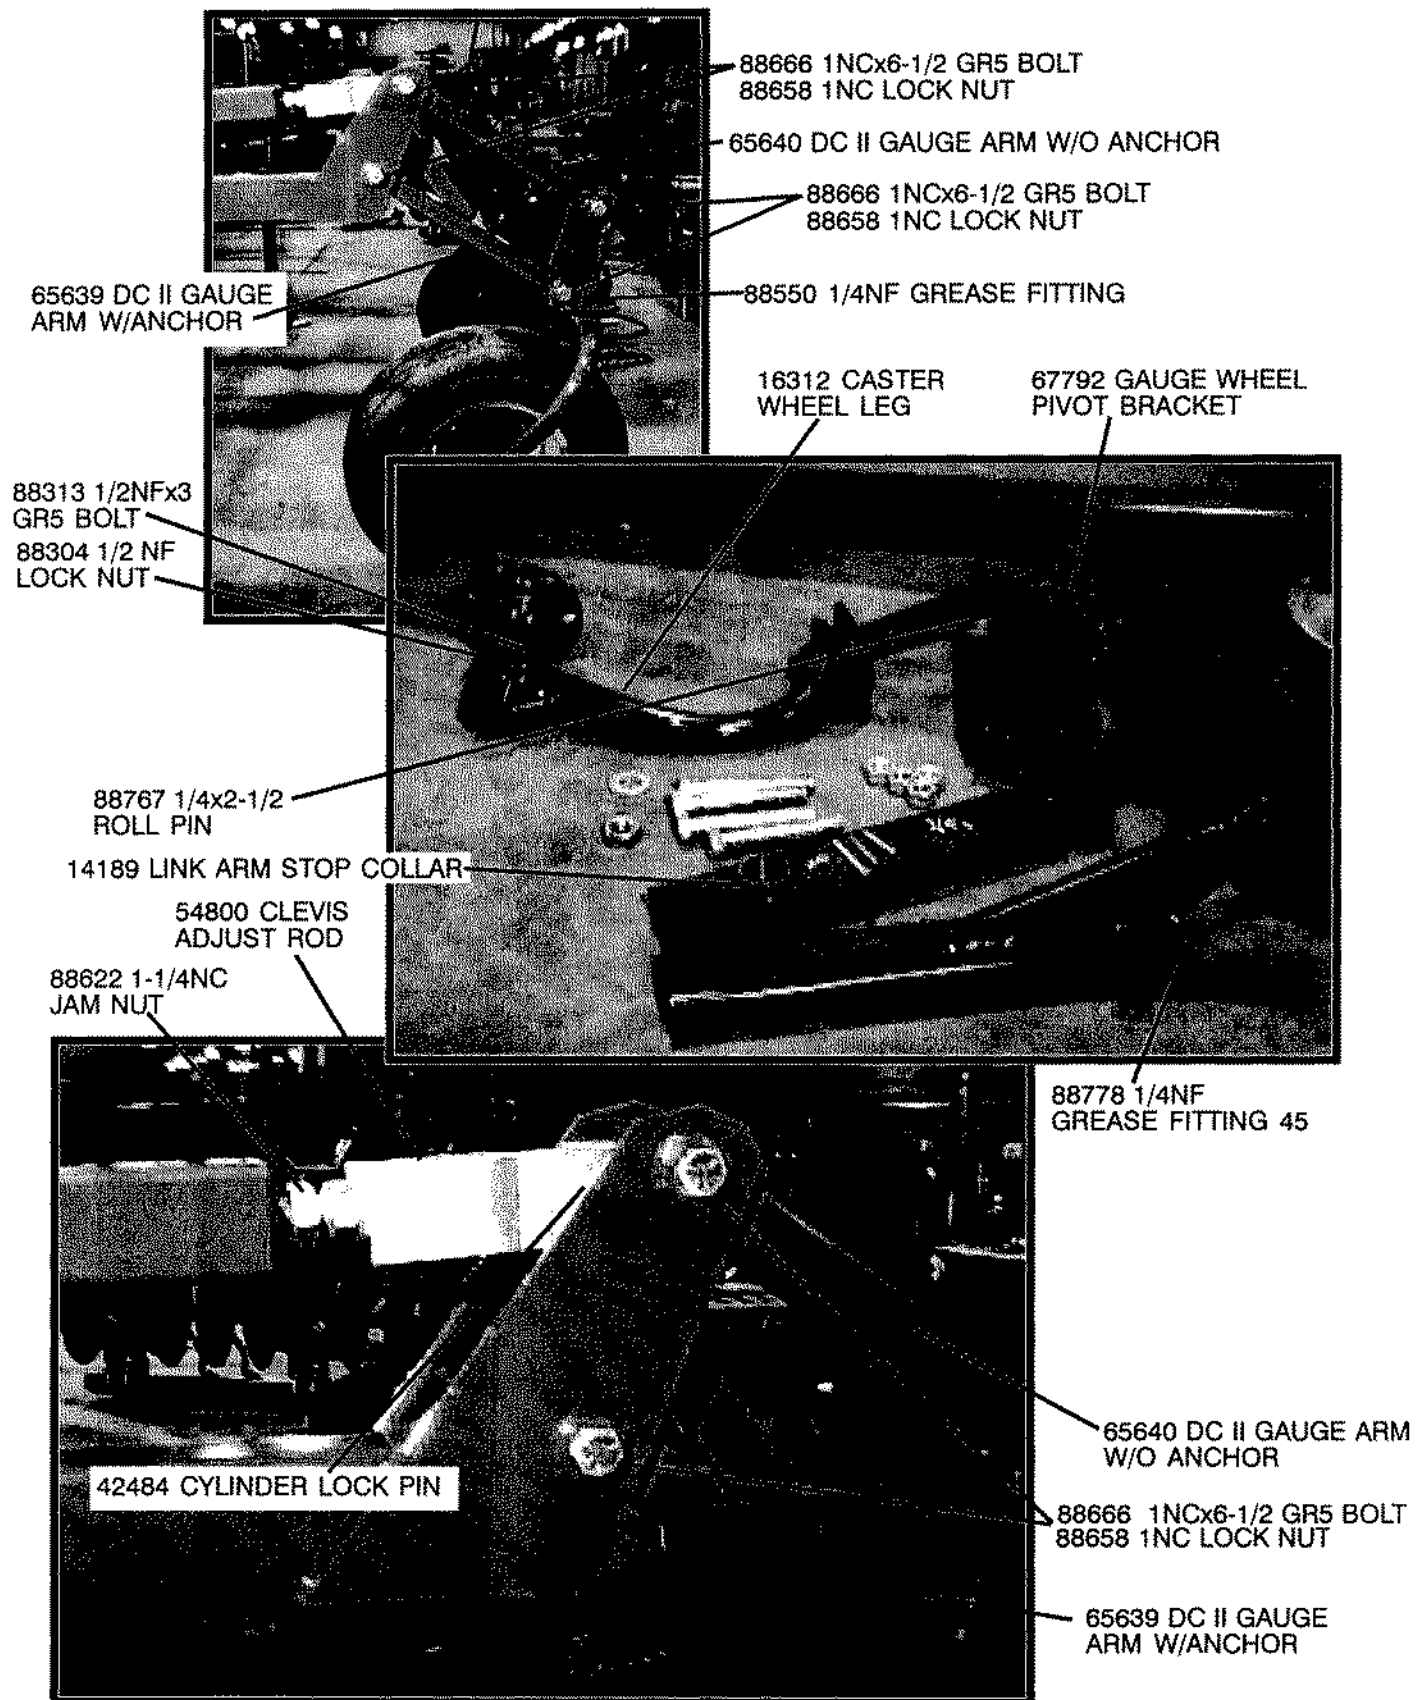 88666 1NCx6-1/2 GR5 BOLT
88658 1NC LOCK NUT
65640 DC II GAUGE ARM W/O ANCHOR
88666 1NCx6-1/2 GR5 BOLT
88658 1NC LOCK NUT
65639 DC II GAUGE
ARM W/ANCHOR
88550 1/4NF GREASE FITTING
16312 CASTER
WHEEL LEG
67792 GAUGE WHEEL
PIVOT BRACKET
88313 1/2NFx3
GR5 BOLT
88304 1/2 NF
LOCK NUT
88767 1/4x2-1/2
ROLL PIN
14189 LINK ARM STOP COLLAR
54800 CLEVIS
ADJUST ROD
88622 1-1/4NC
JAM NUT
88778 1/4NF
GREASE FITTING 45
65640 DC II GAUGE ARM
W/O ANCHOR
42484 CYLINDER LOCK PIN
88666 1NCx6-1/2 GR5 BOLT
88658 1NC LOCK NUT
65639 DC II GAUGE
ARM W/ANCHOR